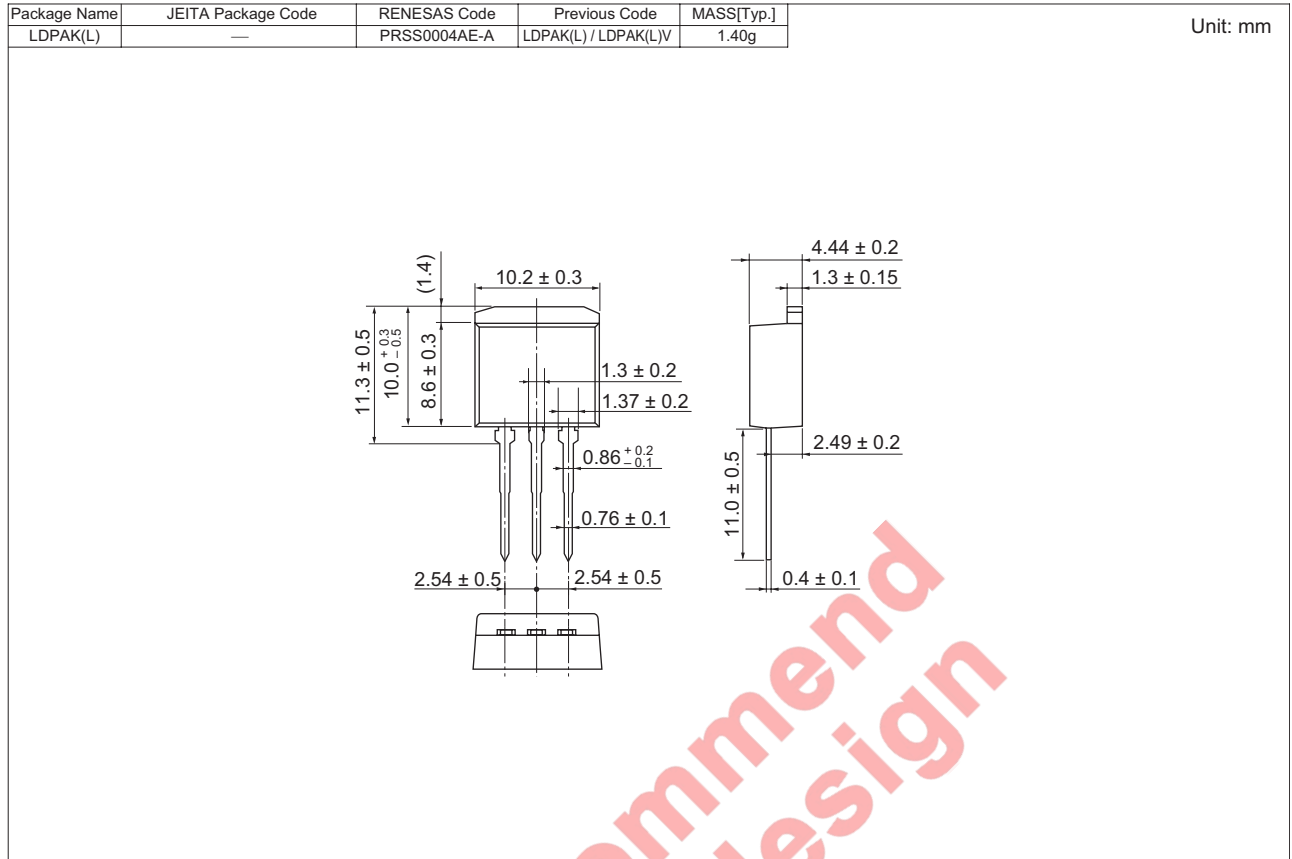 Package Name JEITA Package Code RENESAS Code Previous Code MASS[Typ.]
LDPAK(L) — PRSS0004AE-A LDPAK(L) / LDPAK(L)V 1.40g
Unit: mm
4.44 ± 0.2
1.3 ± 0.15
(1.4)
10.2 ± 0.3
11.3 ± 0.5
10.0 + 0.3 − 0.5
8.6 ± 0.3
1.3 ± 0.2
1.37 ± 0.2
2.49 ± 0.2
0.86 + 0.2 − 0.1
11.0 ± 0.5
0.76 ± 0.1
2.54 ± 0.5
2.54 ± 0.5
0.4 ± 0.1
ommend
design